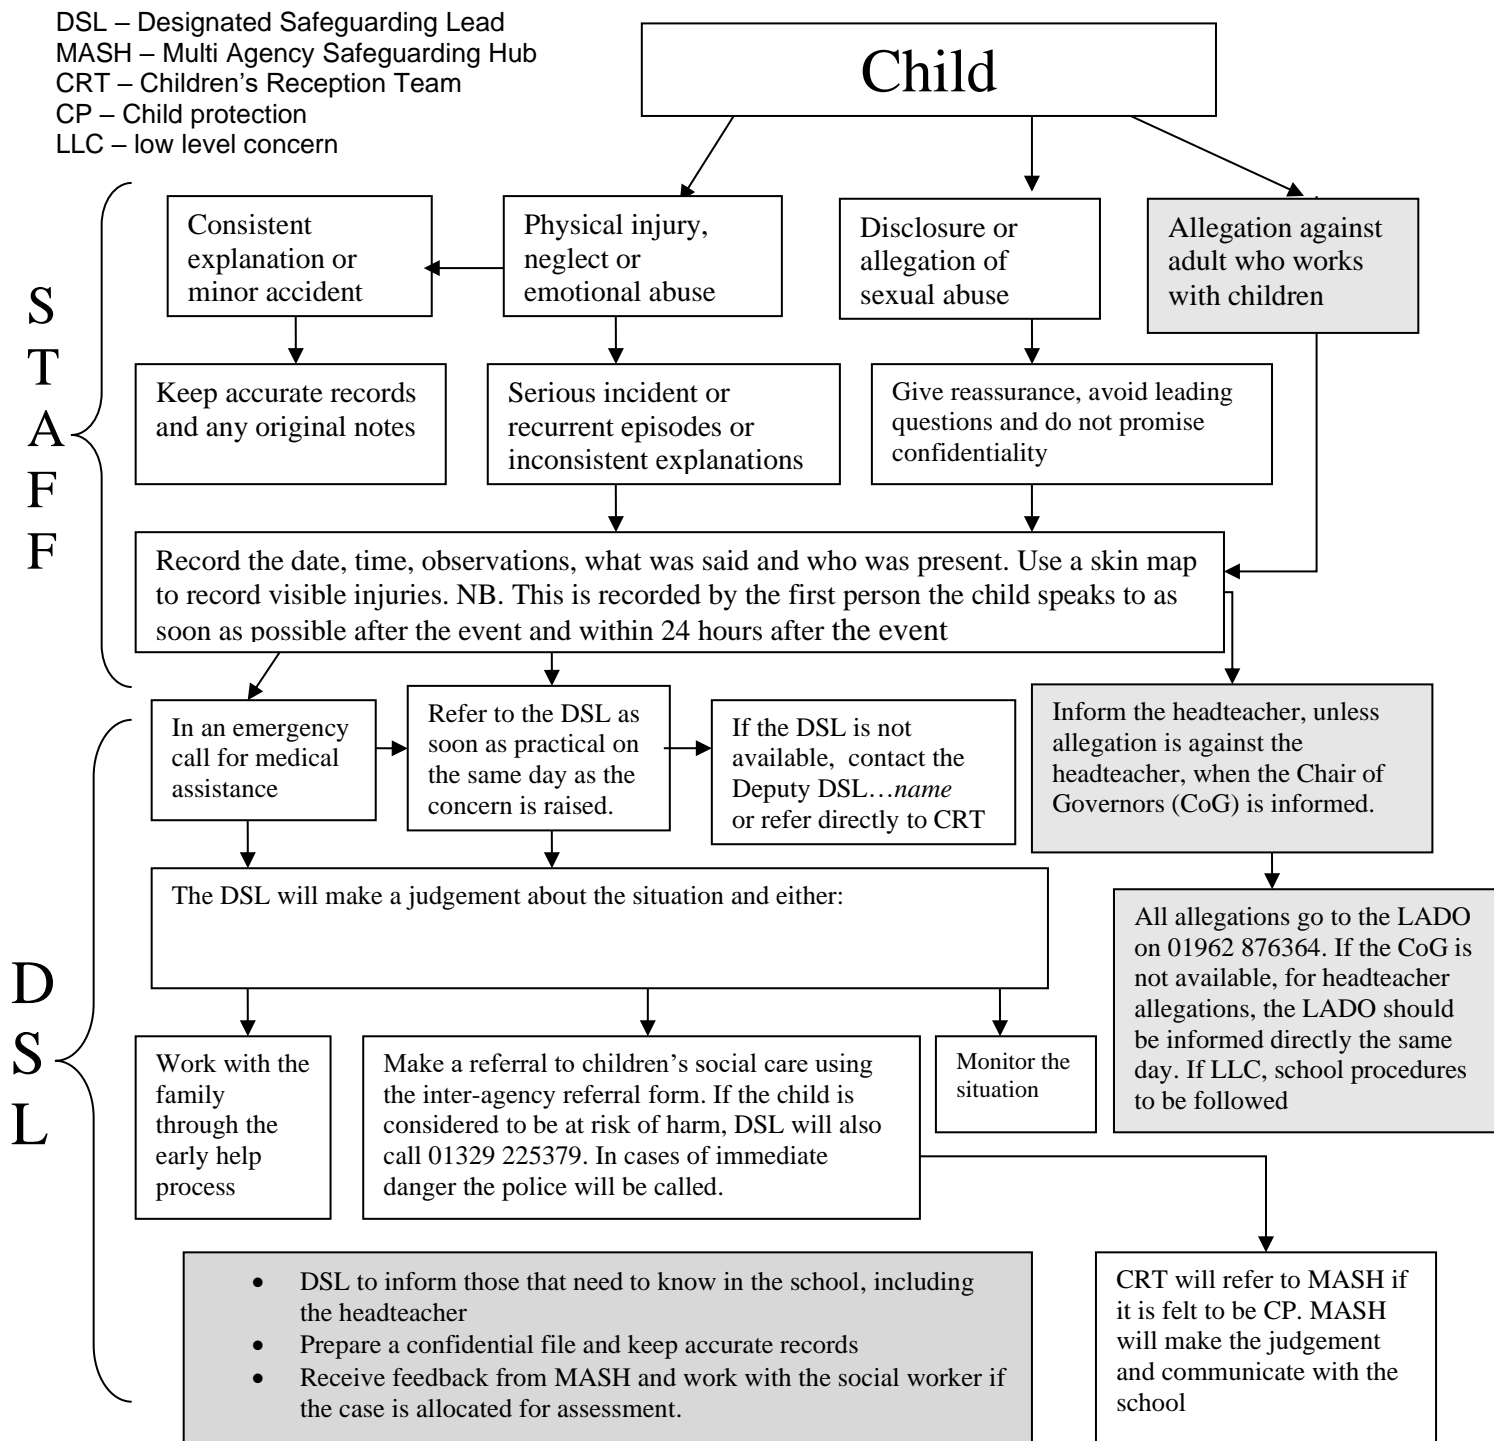 DSL – Designated Safeguarding Lead
MASH – Multi Agency Safeguarding Hub
CRT – Children's Reception Team
CP – Child protection
LLC – low level concern
Child
S
T
A
F
F
Consistent
explanation or
minor accident
Physical injury,
neglect or
emotional abuse
Disclosure or
allegation of
sexual abuse
Allegation against
adult who works
with children
Keep accurate records
and any original notes
Serious incident or
recurrent episodes or
inconsistent explanations
Give reassurance, avoid leading
questions and do not promise
confidentiality
Record the date, time, observations, what was said and who was present. Use a skin map
to record visible injuries. NB. This is recorded by the first person the child speaks to as
soon as possible after the event and within 24 hours after the event
D
S
L
In an emergency
call for medical
assistance
Refer to the DSL as
soon as practical on
the same day as the
concern is raised.
If the DSL is not
available,  contact the
Deputy DSL…name
or refer directly to CRT
Inform the headteacher, unless
allegation is against the
headteacher, when the Chair of
Governors (CoG) is informed.
The DSL will make a judgement about the situation and either:
All allegations go to the LADO
on 01962 876364. If the CoG is
not available, for headteacher
allegations, the LADO should
be informed directly the same
day. If LLC, school procedures
to be followed
Work with the
family
through the
early help
process
Make a referral to children's social care using
the inter-agency referral form. If the child is
considered to be at risk of harm, DSL will also
call 01329 225379. In cases of immediate
danger the police will be called.
Monitor the
situation
• DSL to inform those that need to know in the school, including
the headteacher
• Prepare a confidential file and keep accurate records
• Receive feedback from MASH and work with the social worker if
the case is allocated for assessment.
CRT will refer to MASH if
it is felt to be CP. MASH
will make the judgement
and communicate with the
school